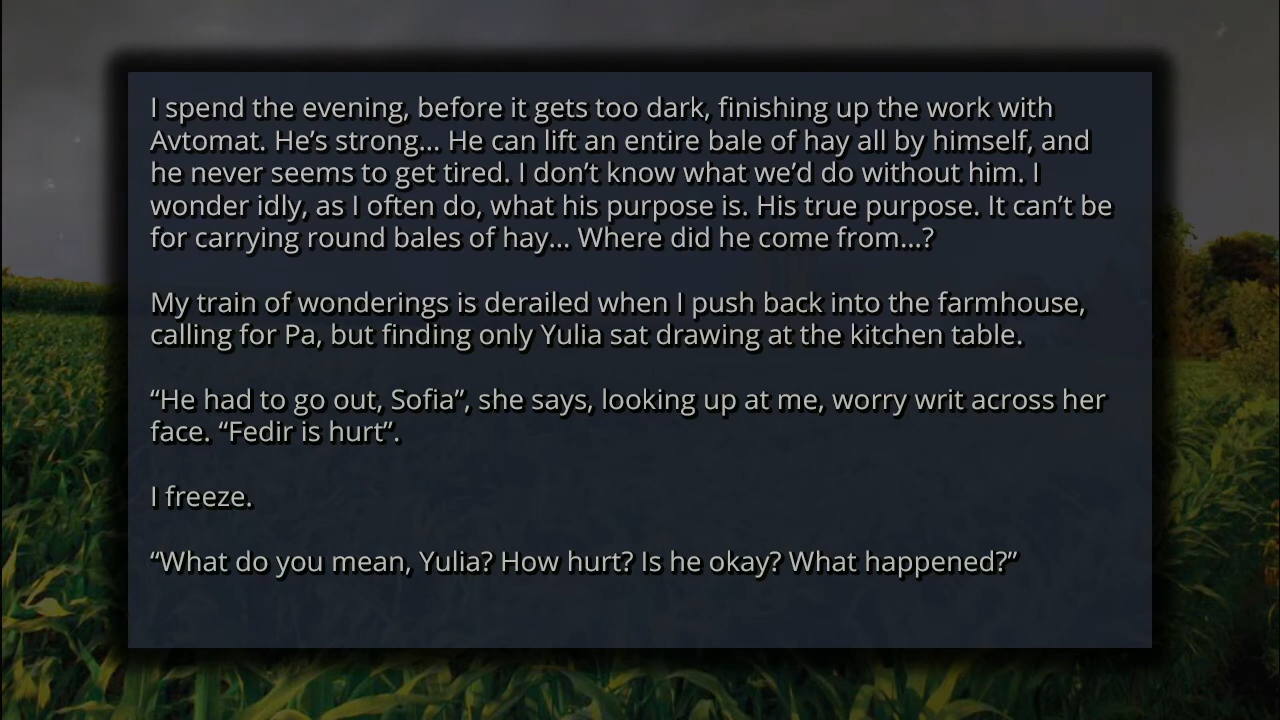 I spend the evening, before it gets too dark, finishing up the work with
Avtomat. He’s strong... He can lift an entire bale of hay all by himself, and
he never seems to get tired. I don’t know what we’d do without him. I
wonder idly, as I often do, what his purpose is. His true purpose. It can’t be
for carrying round bales of hay... Where did he come from...?
My train of wonderings is derailed when I push back into the farmhouse,
calling for Pa, but finding only Yulia sat drawing at the kitchen table.
“He had to go out, Sofia”, she says, looking up at me, worry writ across her
face. “Fedir is hurt”.
I freeze.
“What do you mean, Yulia? How hurt? Is he okay? What happened?”